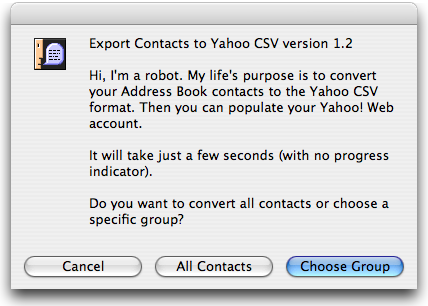 Export Contacts to Yahoo CSV version 1.2
Hi, I'm a robot. My life's purpose is to convert
your Address Book contacts to the Yahoo CSV
format. Then you can populate your Yahoo! Web
account.
It will take just a few seconds (with no progress
indicator).
Do you want to convert all contacts or choose a
specific group?
Cancel
All Contacts
Choose Group